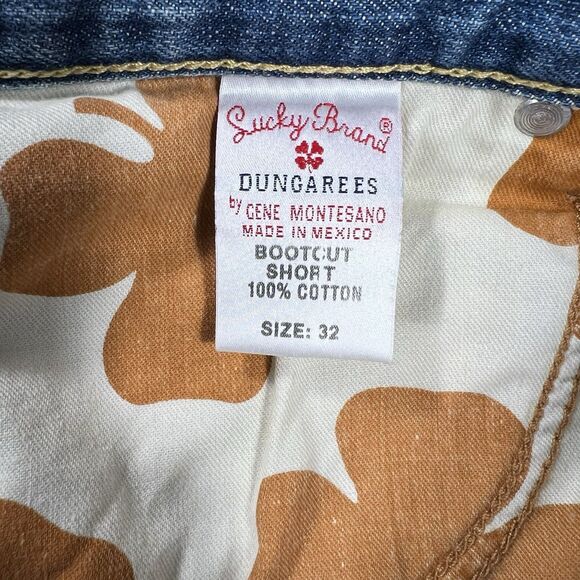 Lucky Brand®
DUNGAREES
by GENE MONTESANO
MADE IN MEXICO
BOOTCUT
SHORT
100% COTTON
SIZE: 32